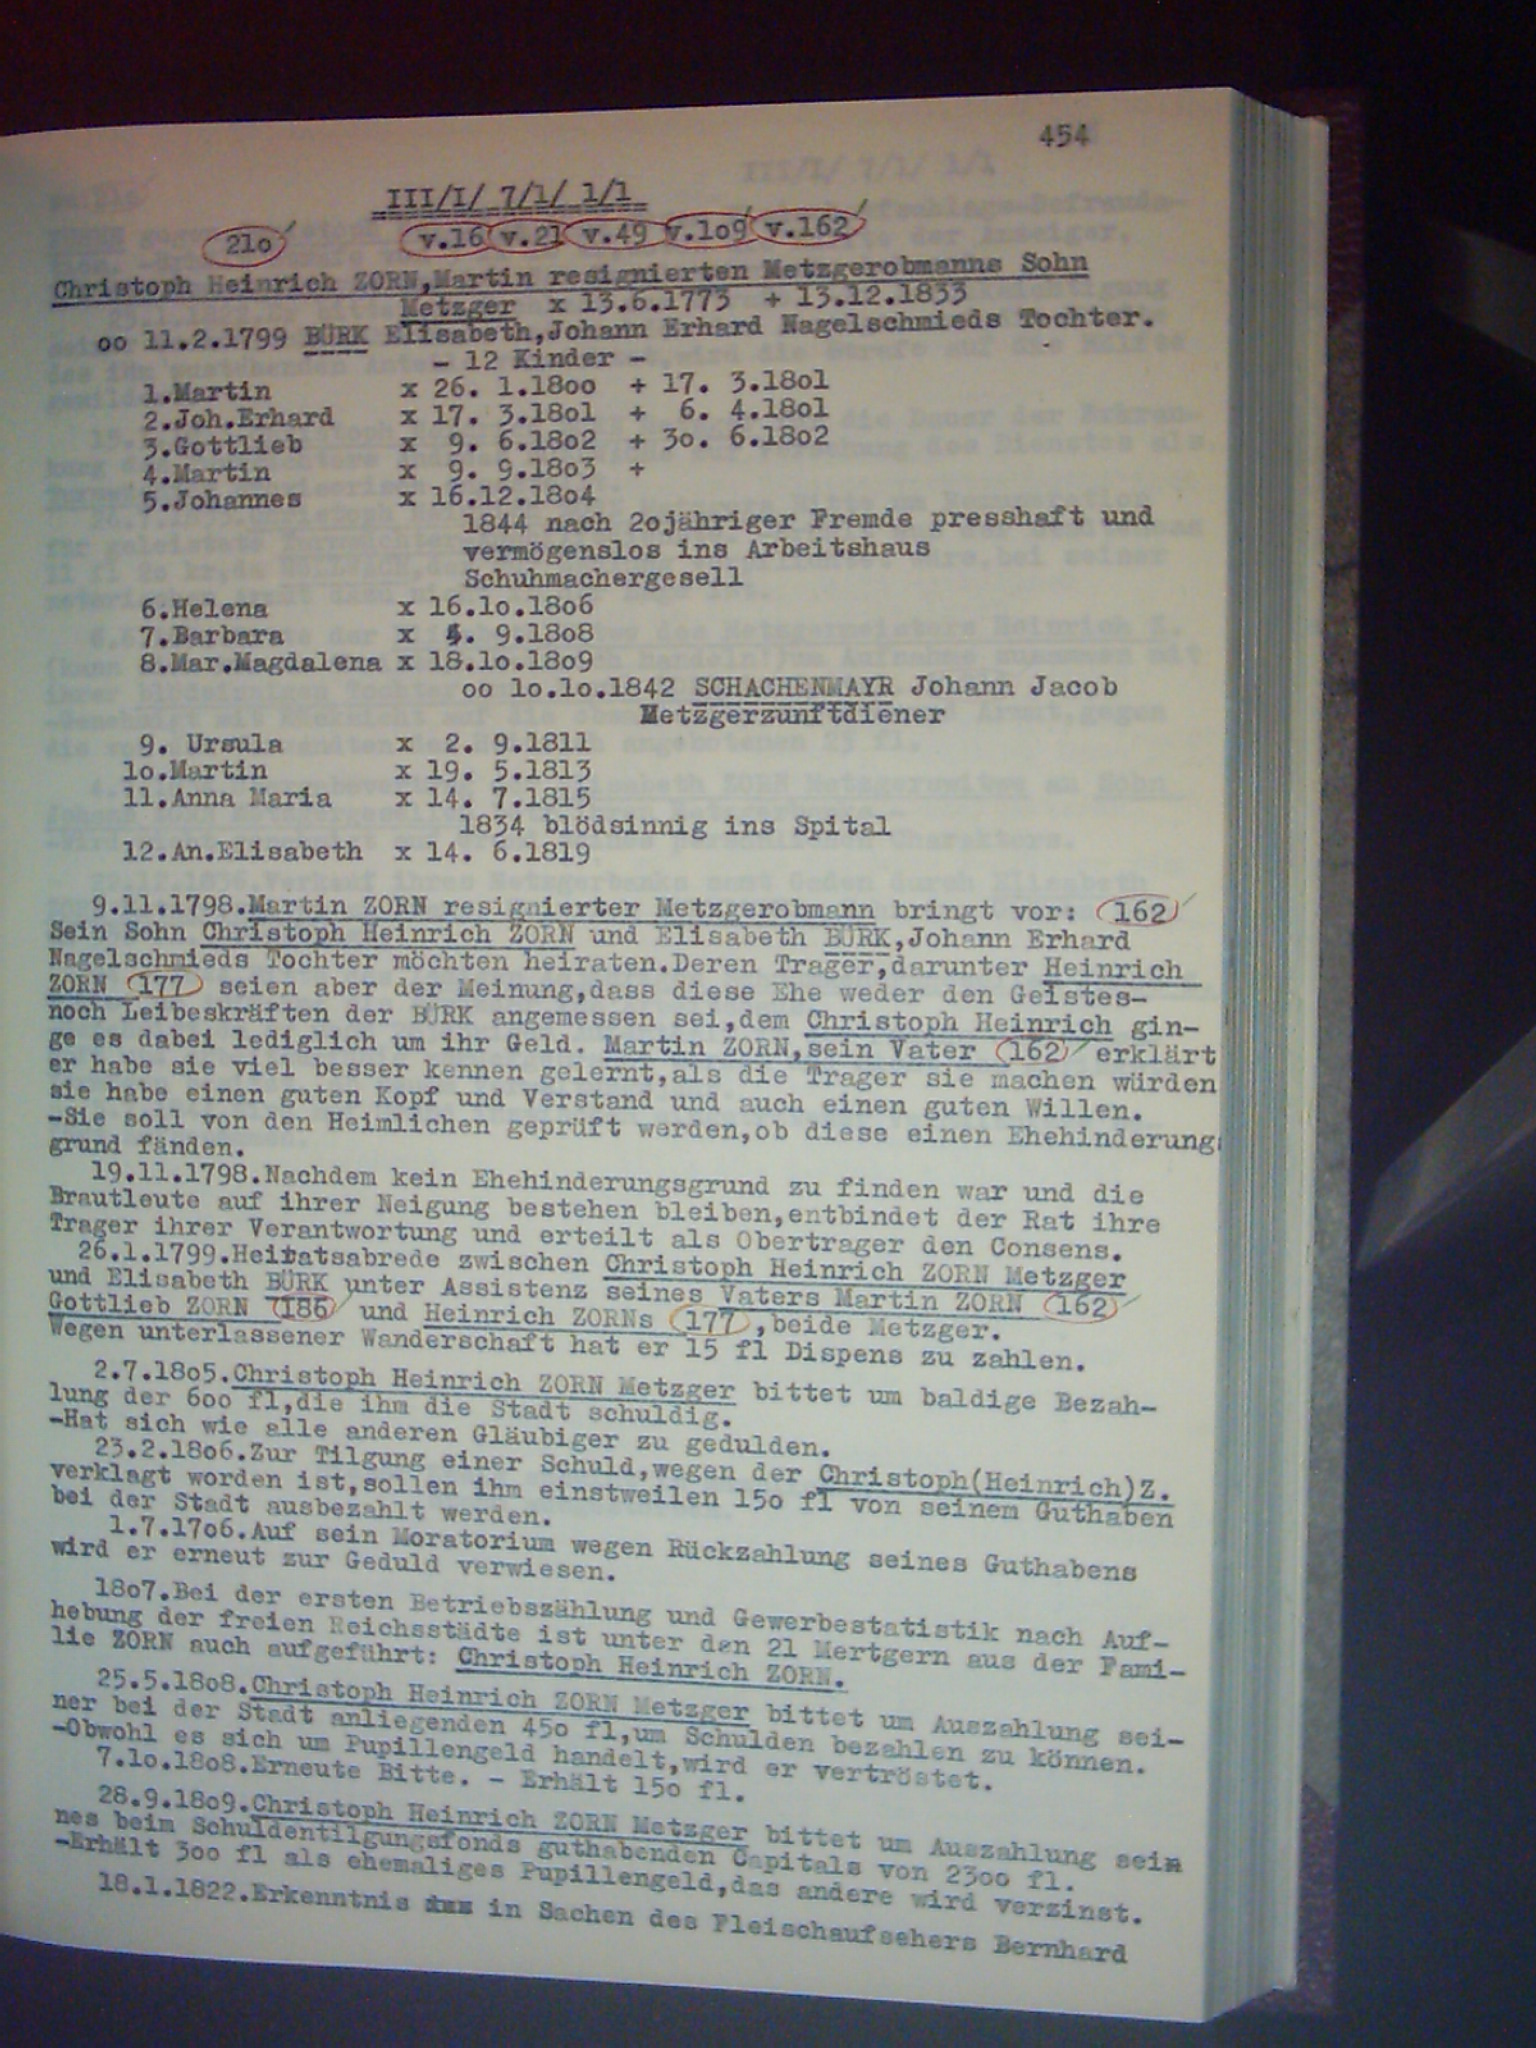 454
III/I/ 7/1/ 1/1
21o v.16 v.21 v.49 v.1o9 v.162
Christoph Heinrich ZORN,Martin resignierten Metzgerobmanns Sohn
Metzger x 13.6.1773 + 13.12.1833
oo 11.2.1799 BÜRK Elisabeth,Johann Erhard Nagelschmieds Tochter.
- 12 Kinder -
1.Martin x 26. 1.18oo + 17. 3.18o1
2.Joh.Erhard x 17. 3.18o1 + 6. 4.18o1
3.Gottlieb x 9. 6.18o2 + 3o. 6.18o2
4.Martin x 9. 9.18o3 +
5.Johannes x 16.12.18o4
1844 nach 2ojähriger Fremde presshaft und
vermögenslos ins Arbeitshaus
Schuhmachergesell
6.Helena x 16.1o.18o6
7.Barbara x . 9.18o8
8.Mar.Magdalena x 18.1o.18o9
oo 1o.1o.1842 SCHACHENMAYR Johann Jacob
Metzgerzunftdiener
9. Ursula x 2. 9.1811
1o.Martin x 19. 5.1813
11.Anna Maria x 14. 7.1815
1834 blödsinnig ins Spital
12.An.Elisabeth x 14. 6.1819
9.11.1798.Martin ZORN resignierter Metzgerobmann bringt vor: 162
Sein Sohn Christoph Heinrich ZORN und Elisabeth BÜRK,Johann Erhard
Nagelschmieds Tochter möchten heiraten.Deren Trager,darunter Heinrich
ZORN 177 seien aber der Meinung,dass diese Ehe weder den Geistes-
noch Leibeskräften der BÜRK angemessen sei,dem Christoph Heinrich gin-
ge es dabei lediglich um ihr Geld. Martin ZORN,sein Vater 162 erklärt
er habe sie viel besser kennen gelernt,als die Trager sie machen würden
sie habe einen guten Kopf und Verstand und auch einen guten Willen.
-Sie soll von den Heimlichen geprüft werden,ob diese einen Ehehinderungs
grund fänden.
19.11.1798.Nachdem kein Ehehinderungsgrund zu finden war und die
Brautleute auf ihrer Neigung bestehen bleiben,entbindet der Rat ihre
Trager ihrer Verantwortung und erteilt als Obertrager den Consens.
26.1.1799.Heiratsabrede zwischen Christoph Heinrich ZORN Metzger
und Elisabeth BÜRK unter Assistenz seines Vaters Martin ZORN 162
Gottlieb ZORN 186 und Heinrich ZORNs 177 ,beide Metzger.
Wegen unterlassener Wanderschaft hat er 15 fl Dispens zu zahlen.
2.7.18o5.Christoph Heinrich ZORN Metzger bittet um baldige Bezah-
lung der 6oo fl,die ihm die Stadt schuldig.
-Hat sich wie alle anderen Gläubiger zu gedulden.
23.2.18o6.Zur Tilgung einer Schuld,wegen der Christoph(Heinrich)Z.
verklagt worden ist,sollen ihm einstweilen 15o fl von seinem Guthaben
bei der Stadt ausbezahlt werden.
1.7.17o6.Auf sein Moratorium wegen Rückzahlung seines Guthabens
wird er erneut zur Geduld verwiesen.
18o7.Bei der ersten Betriebszählung und Gewerbestatistik nach Auf-
hebung der freien Reichsstädte ist unter den 21 Mertgern aus der Fami-
lie ZORN auch aufgeführt: Christoph Heinrich ZORN.
25.5.18o8.Christoph Heinrich ZORN Metzger bittet um Auszahlung sei-
ner bei der Stadt anliegenden 45o fl,um Schulden bezahlen zu können.
-Obwohl es sich um Pupillengeld handelt,wird er vertröstet.
7.1o.18o8.Erneute Bitte. - Erhält 15o fl.
28.9.18o9.Christoph Heinrich ZORN Metzger bittet um Auszahlung sein
nes beim Schuldentilgungsfonds guthabenden Capitals von 23oo fl.
-Erhält 3oo fl als ehemaliges Pupillengeld,das andere wird verzinst.
18.1.1822.Erkenntnis in Sachen des Fleischaufsehers Bernhard